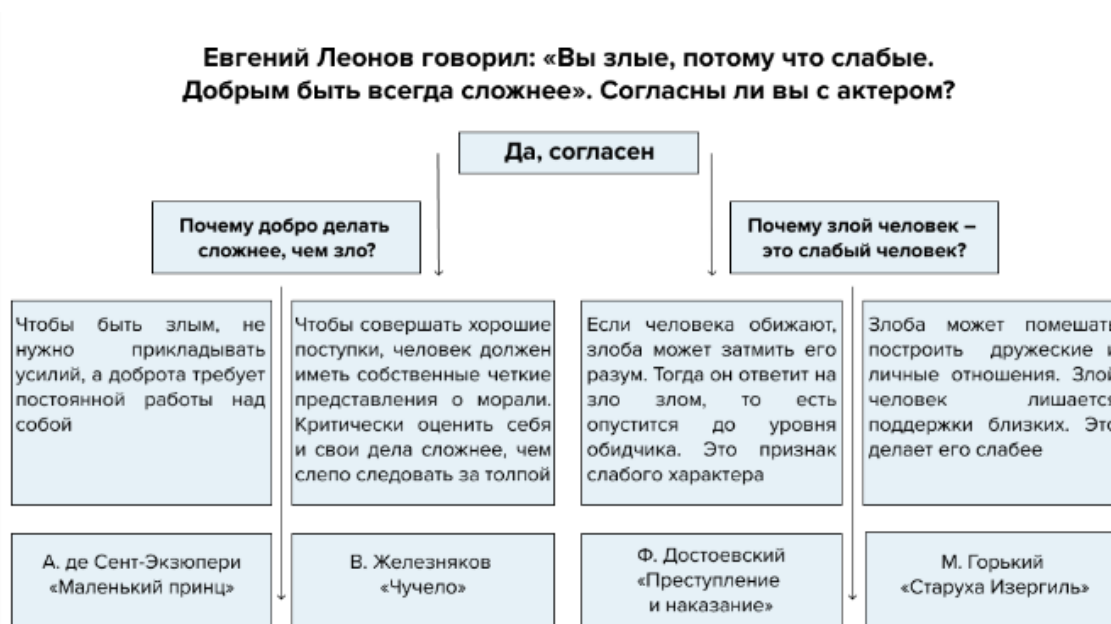 Евгений Леонов говорил: «Вы злые, потому что слабые.
Добрым быть всегда сложнее». Согласны ли вы с актером?
Да, согласен
Почему добро делать
сложнее, чем зло?
Почему злой человек –
это слабый человек?
Чтобы быть злым, не
нужно прикладывать
усилий, а доброта требует
постоянной работы над
собой
Чтобы совершать хорошие
поступки, человек должен
иметь собственные четкие
представления о морали.
Критически оценить себя
и свои дела сложнее, чем
слепо следовать за толпой
Если человека обижают,
злоба может затмить его
разум. Тогда он ответит на
зло злом, то есть
опустится до уровня
обидчика. Это признак
слабого характера
Злоба может помешать
построить дружеские и
личные отношения. Злой
человек лишается
поддержки близких. Это
делает его слабее
А. де Сент-Экзюпери
«Маленький принц»
В. Железняков
«Чучело»
Ф. Достоевский
«Преступление
и наказание»
М. Горький
«Старуха Изергиль»